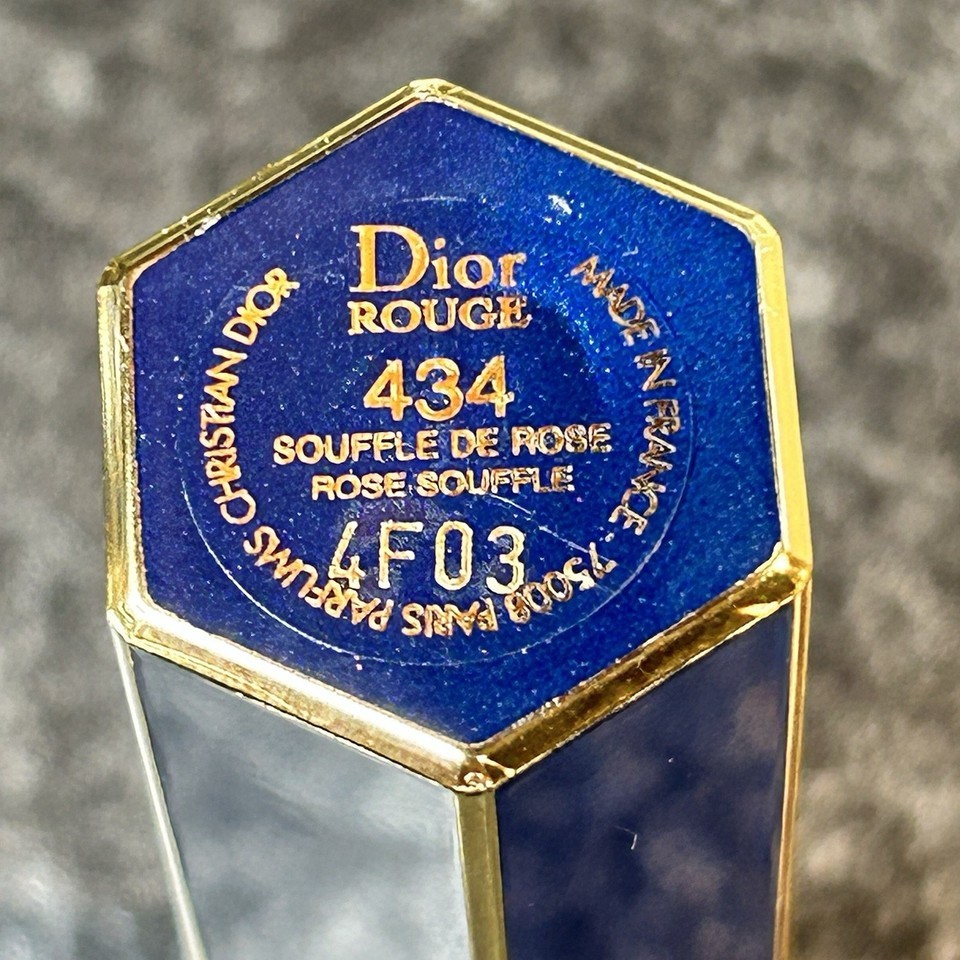 Dior
ROUGE
434
SOUFFLE DE ROSE
ROSE SOUFFLE
4F03
PARFUMS CHRISTIAN DIOR
MADE IN FRANCE · 75008 PARIS